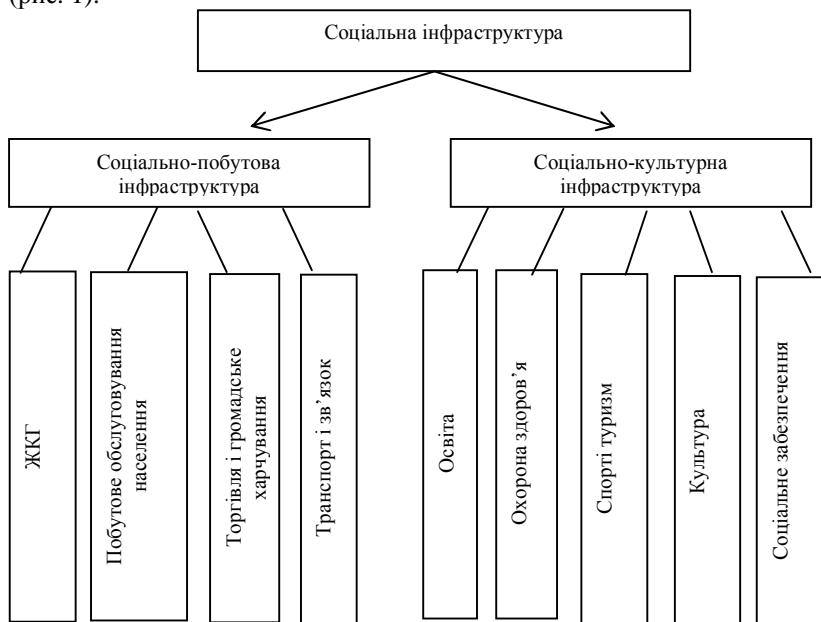 (рис. 1).
Соціальна інфраструктура
Соціально-побутова
інфраструктура
Соціально-культурна
інфраструктура
ЖКГ
Побутове обслуговування
населення
Торгівля і громадське
харчування
Транспорт і зв’язок
Освіта
Охорона здоров’я
Спорті туризм
Культура
Соціальне забезпечення